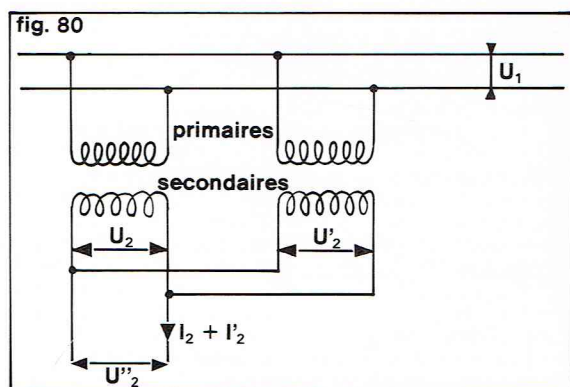 fig. 80
U₁
primaires
secondaires
U₂
U'₂
I₂ + I'₂
U''₂